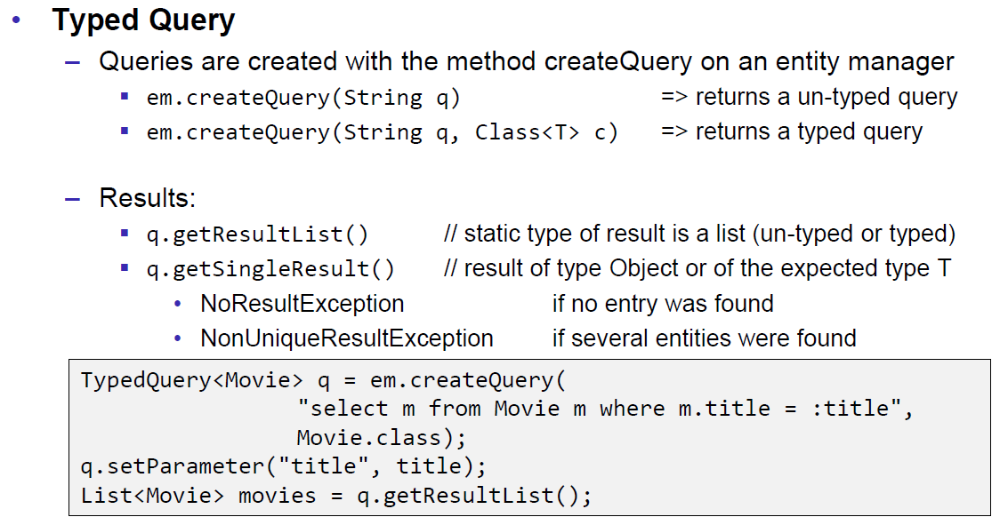 • Typed Query
– Queries are created with the method createQuery on an entity manager
▪ em.createQuery(String q) => returns a un-typed query
▪ em.createQuery(String q, Class<T> c) => returns a typed query
– Results:
▪ q.getResultList() // static type of result is a list (un-typed or typed)
▪ q.getSingleResult() // result of type Object or of the expected type T
• NoResultException if no entry was found
• NonUniqueResultException if several entities were found
TypedQuery<Movie> q = em.createQuery(
"select m from Movie m where m.title = :title",
Movie.class);
q.setParameter("title", title);
List<Movie> movies = q.getResultList();